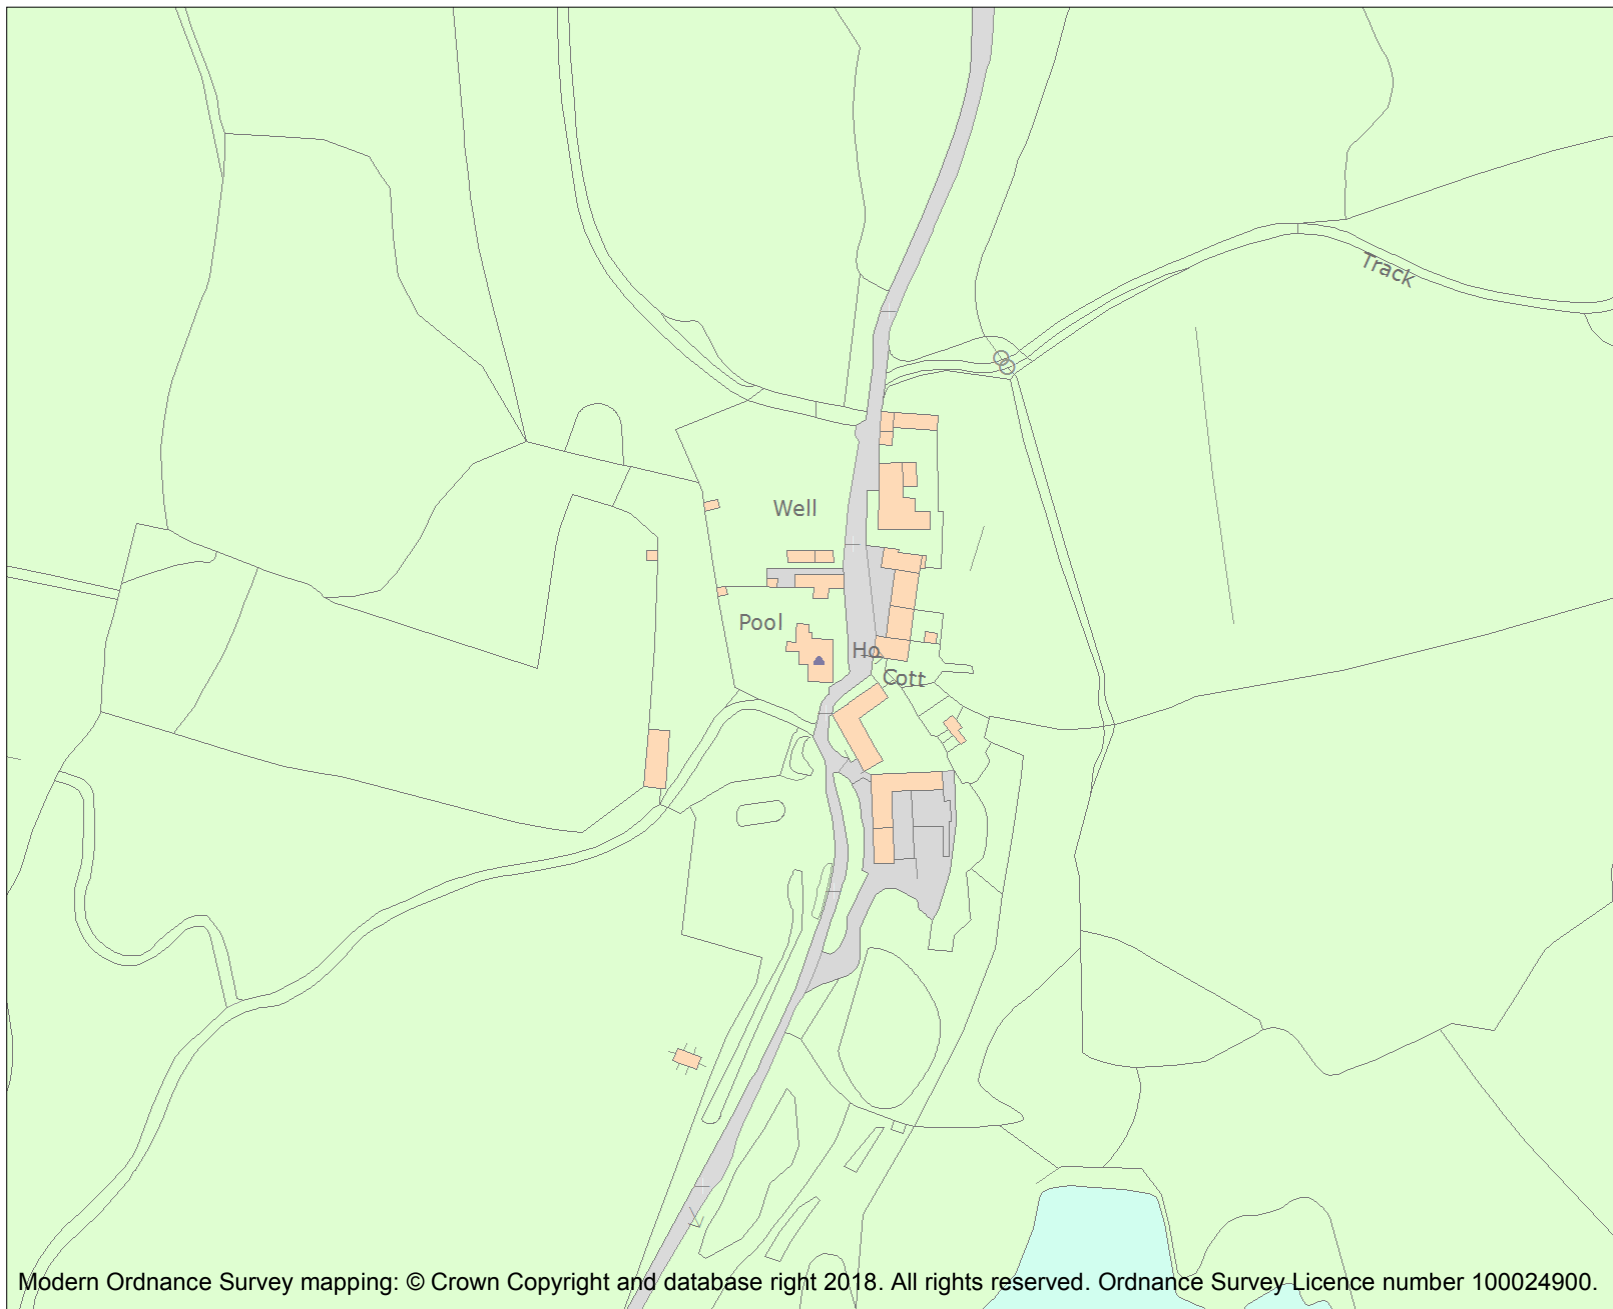 Track
Well
Pool
Ho
Cott
Modern Ordnance Survey mapping: © Crown Copyright and database right 2018. All rights reserved. Ordnance Survey Licence number 100024900.